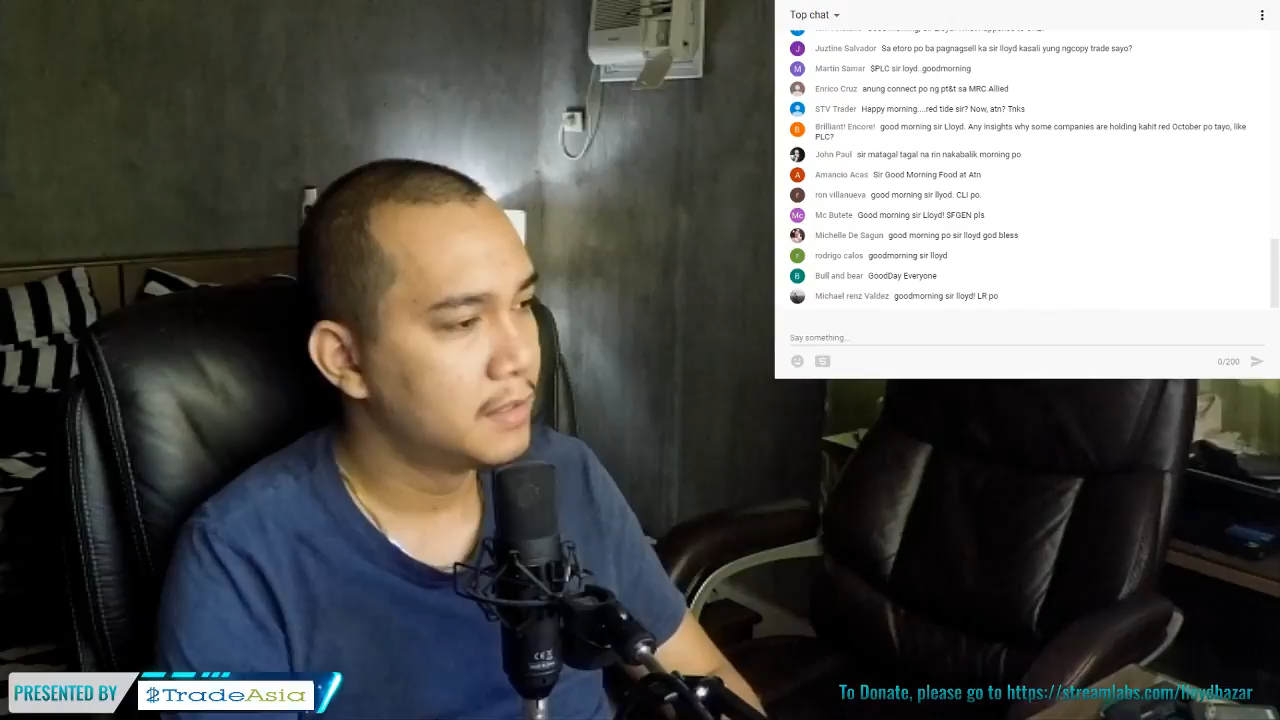 Top chat
Juztine Salvador Sa etoro po ba pagnagsell ka sir lloyd kasali yung ngcopy trade sayo?
Martin Samar $PLC sir loyd..goodmorning
Enrico Cruz anung connect po ng pt&t sa MRC Allied
STV Trader Happy morning....red tide sir? Now, atn? Tnks
Brilliant! Encore! good morning sir Lloyd. Any insights why some companies are holding kahit red October po tayo, like
PLC?
John Paul sir matagal tagal na rin nakabalik morning po
Amancio Acas Sir Good Morning Food at Atn
ron villanueva good morning sir llyod. CLI po.
Mc Butete Good morning sir Lloyd! $FGEN pls
Michelle De Sagun good morning po sir lloyd god bless
rodrigo calos goodmorning sir lloyd
Bull and bear GoodDay Everyone
Michael renz Valdez goodmorning sir lloyd! LR po
Say something...
0/200
PRESENTED BY
$TradeAsia
To Donate, please go to https://streamlabs.com/lloydbazar